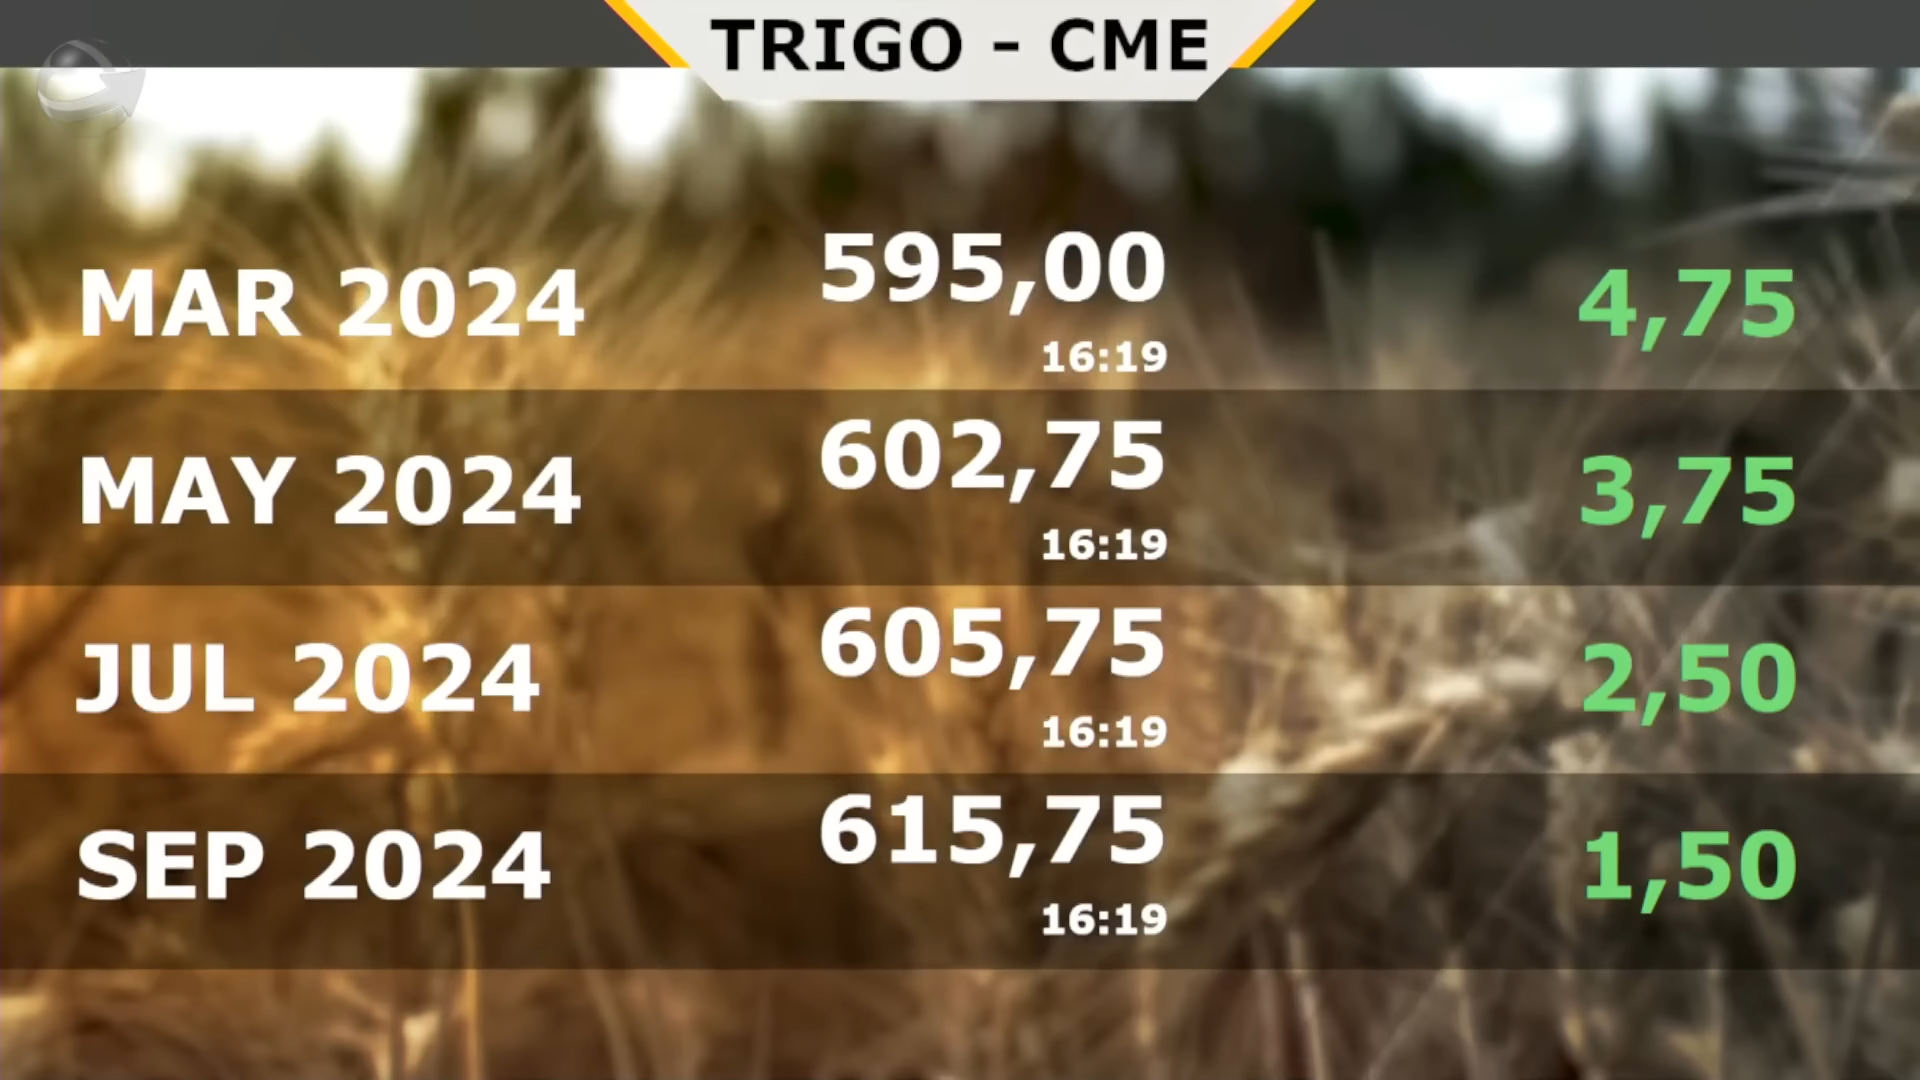 TRIGO - CME
MAR 2024 595,00 4,75
16:19
MAY 2024 602,75 3,75
16:19
JUL 2024 605,75 2,50
16:19
SEP 2024 615,75 1,50
16:19